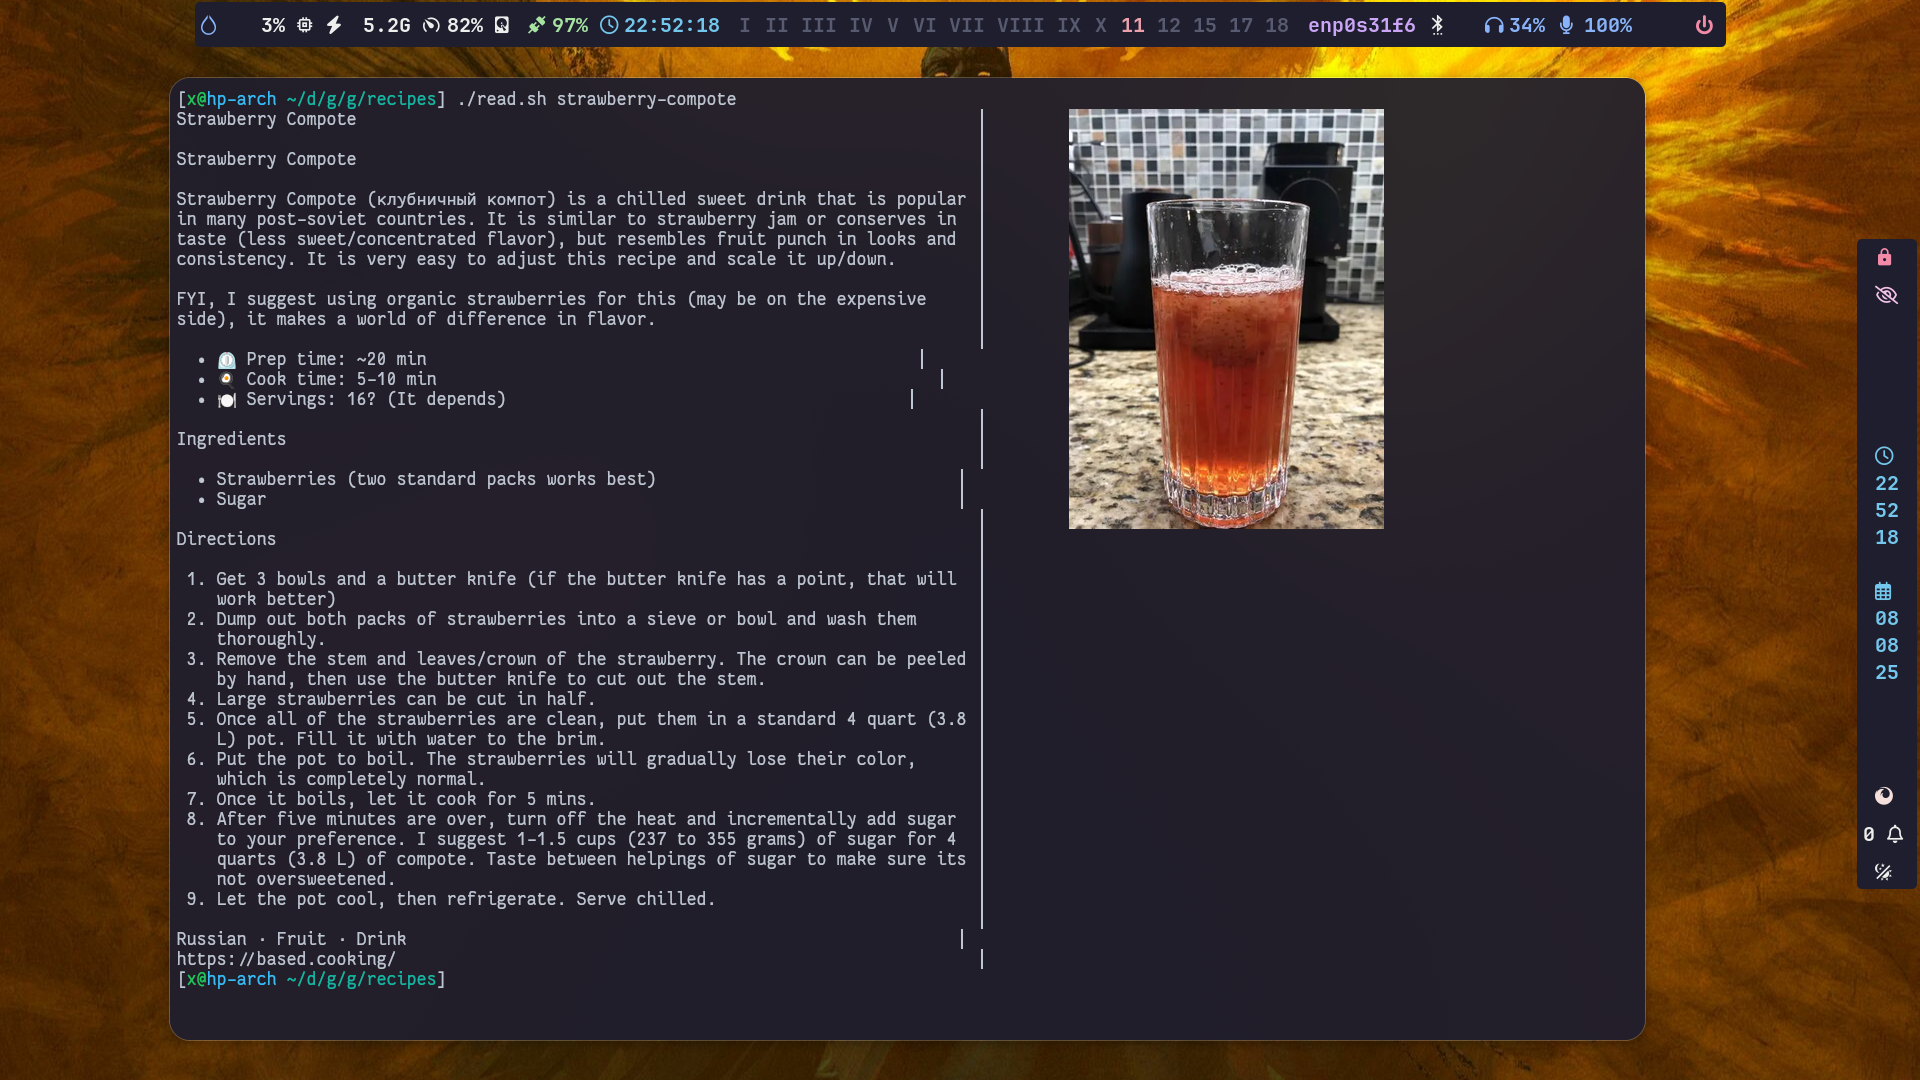 3% 5.2G 82% 97% 22:52:18 I II III IV V VI VII VIII IX X 11 12 15 17 18 enp0s31f6 34% 100%
[x@hp-arch ~/d/g/g/recipes] ./read.sh strawberry-compote
Strawberry Compote
Strawberry Compote
Strawberry Compote (клубничный компот) is a chilled sweet drink that is popular
in many post-soviet countries. It is similar to strawberry jam or conserves in
taste (less sweet/concentrated flavor), but resembles fruit punch in looks and
consistency. It is very easy to adjust this recipe and scale it up/down.
FYI, I suggest using organic strawberries for this (may be on the expensive
side), it makes a world of difference in flavor.
• ⏲️ Prep time: ~20 min
• 🍳 Cook time: 5-10 min
• 🍽️ Servings: 16? (It depends)
Ingredients
• Strawberries (two standard packs works best)
• Sugar
Directions
1. Get 3 bowls and a butter knife (if the butter knife has a point, that will
work better)
2. Dump out both packs of strawberries into a sieve or bowl and wash them
thoroughly.
3. Remove the stem and leaves/crown of the strawberry. The crown can be peeled
by hand, then use the butter knife to cut out the stem.
4. Large strawberries can be cut in half.
5. Once all of the strawberries are clean, put them in a standard 4 quart (3.8
L) pot. Fill it with water to the brim.
6. Put the pot to boil. The strawberries will gradually lose their color,
which is completely normal.
7. Once it boils, let it cook for 5 mins.
8. After five minutes are over, turn off the heat and incrementally add sugar
to your preference. I suggest 1-1.5 cups (237 to 355 grams) of sugar for 4
quarts (3.8 L) of compote. Taste between helpings of sugar to make sure its
not oversweetened.
9. Let the pot cool, then refrigerate. Serve chilled.
Russian · Fruit · Drink
https://based.cooking/
[x@hp-arch ~/d/g/g/recipes]
22
52
18
08
08
25
0